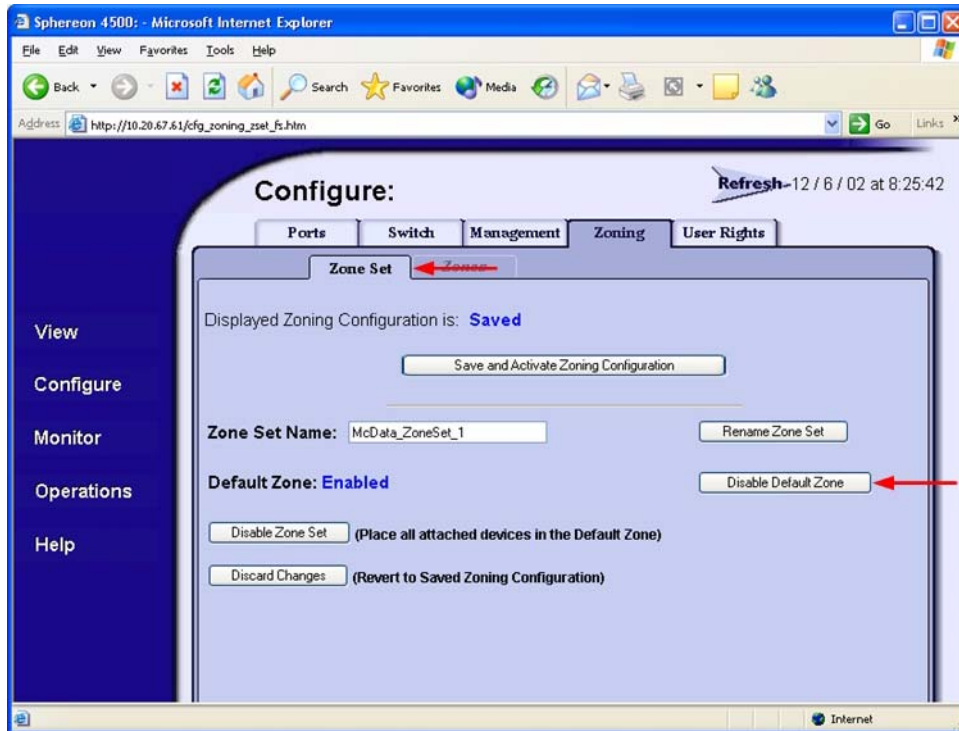 Sphereon 4500: - Microsoft Internet Explorer
File Edit View Favorites Tools Help
Back Search Favorites Media
Address http://10.20.67.61/cfg_zoning_zset_fs.htm Go Links »
Configure:
Refresh 12 / 6 / 02 at 8:25:42
Ports Switch Management Zoning User Rights
Zone Set Zones
View
Configure
Monitor
Operations
Help
Displayed Zoning Configuration is: Saved
Save and Activate Zoning Configuration
Zone Set Name: McData_ZoneSet_1 Rename Zone Set
Default Zone: Enabled Disable Default Zone
Disable Zone Set (Place all attached devices in the Default Zone)
Discard Changes (Revert to Saved Zoning Configuration)
Internet